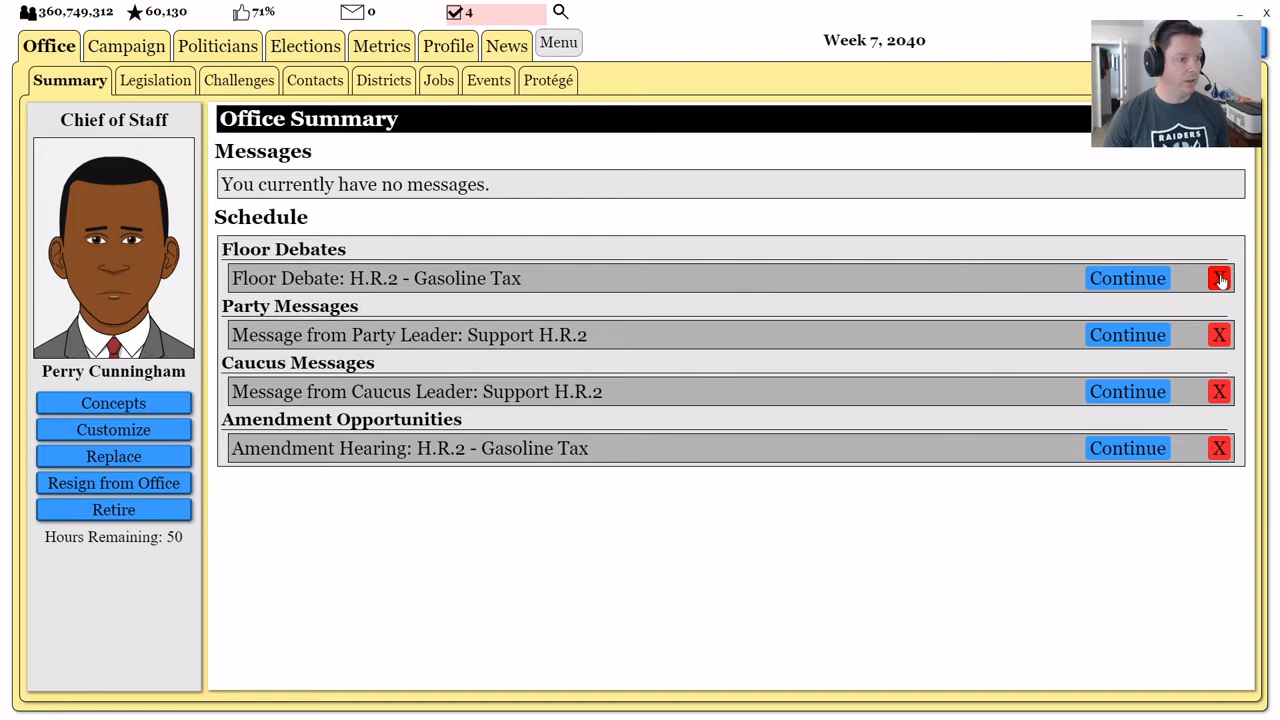 360,749,312 60,130 71% 0 4
Office Campaign Politicians Elections Metrics Profile News Menu
Week 7, 2040
Summary Legislation Challenges Contacts Districts Jobs Events Protégé
Chief of Staff
Perry Cunningham
Concepts
Customize
Replace
Resign from Office
Retire
Hours Remaining: 50
Office Summary
Messages
You currently have no messages.
Schedule
Floor Debates
Floor Debate: H.R.2 - Gasoline Tax Continue X
Party Messages
Message from Party Leader: Support H.R.2 Continue X
Caucus Messages
Message from Caucus Leader: Support H.R.2 Continue X
Amendment Opportunities
Amendment Hearing: H.R.2 - Gasoline Tax Continue X
_ X
RAIDERS